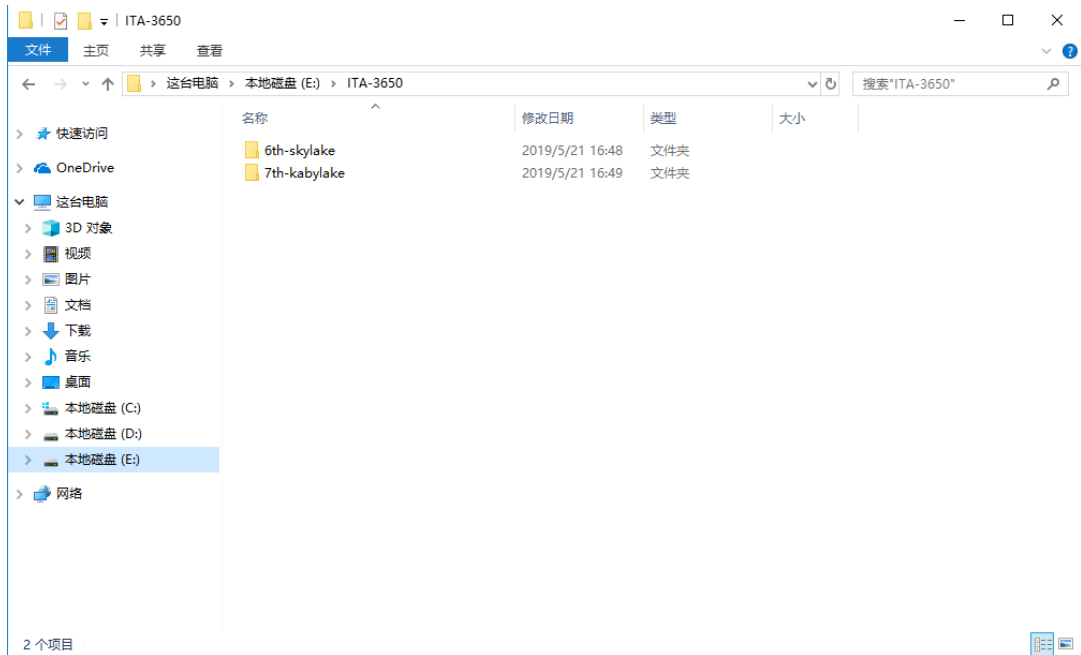 ITA-3650
文件 主页 共享 查看
这台电脑 本地磁盘 (E:) ITA-3650 搜索"ITA-3650"
名称 修改日期 类型 大小
6th-skylake 2019/5/21 16:48 文件夹
7th-kabylake 2019/5/21 16:49 文件夹
快速访问
OneDrive
这台电脑
3D 对象
视频
图片
文档
下载
音乐
桌面
本地磁盘 (C:)
本地磁盘 (D:)
本地磁盘 (E:)
网络
2 个项目